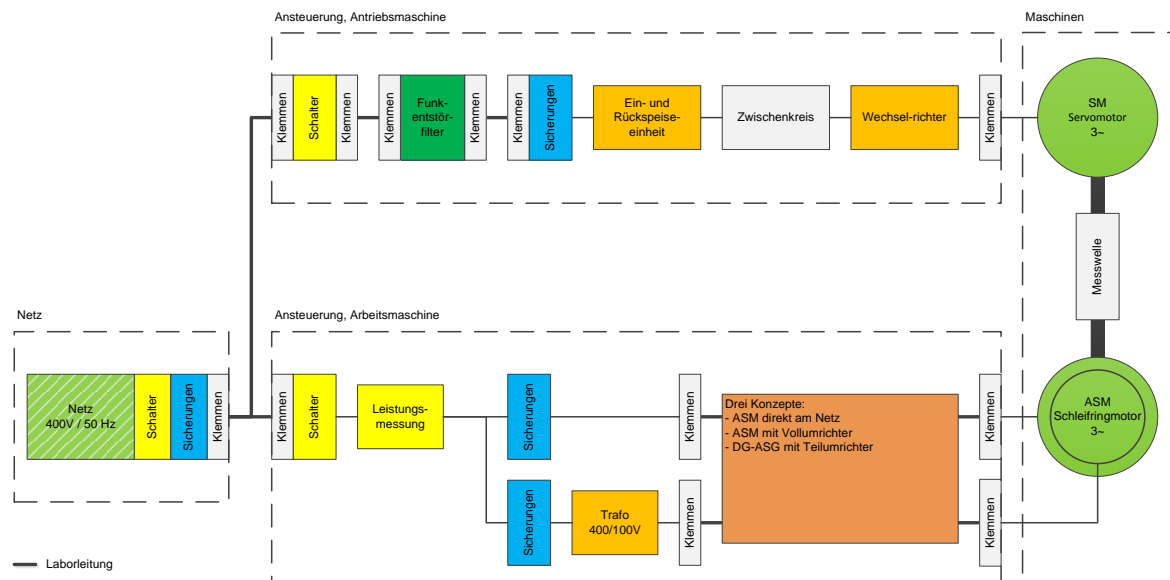 Ansteuerung, Antriebsmaschine
Maschinen
Klemmen
Schalter
Klemmen
Klemmen
Funk-
entstör-
filter
Klemmen
Klemmen
Sicherungen
Ein- und
Rückspeise-
einheit
Zwischenkreis
Wechsel-richter
Klemmen
SM
Servomotor
3~
Messwelle
Netz
Ansteuerung, Arbeitsmaschine
Netz
400V / 50 Hz
Schalter
Sicherungen
Klemmen
Klemmen
Schalter
Leistungs-
messung
Sicherungen
Klemmen
Drei Konzepte:
- ASM direkt am Netz
- ASM mit Vollumrichter
- DG-ASG mit Teilumrichter
Klemmen
ASM
Schleifringmotor
3~
Sicherungen
Trafo
400/100V
Klemmen
Klemmen
Laborleitung